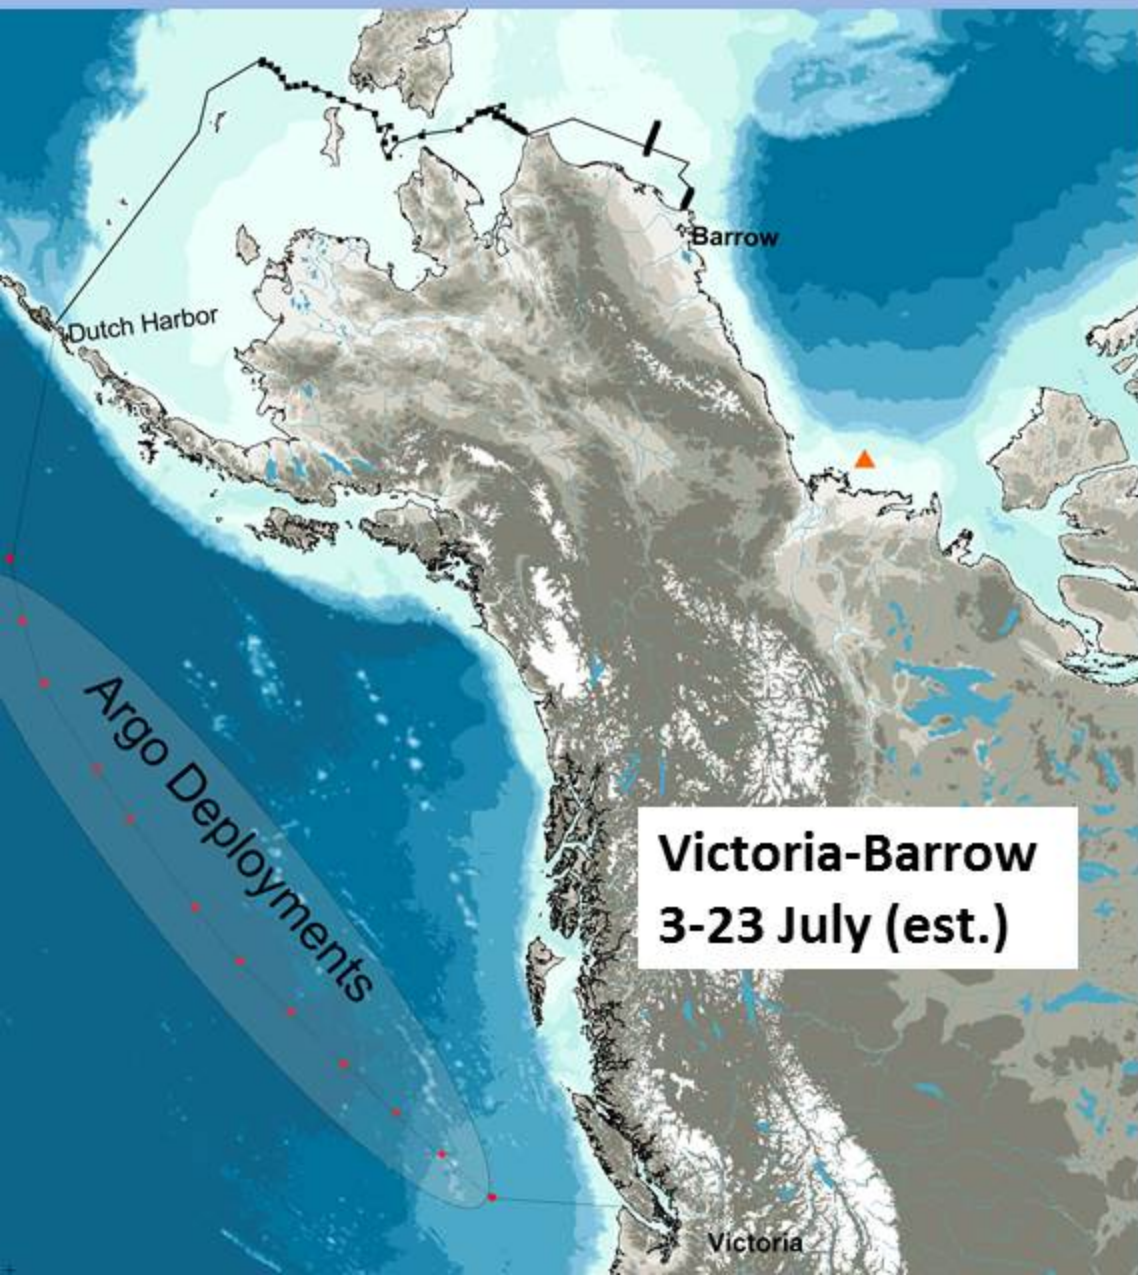 Barrow
Dutch Harbor
Argo Deployments
Victoria-Barrow
3-23 July (est.)
Victoria